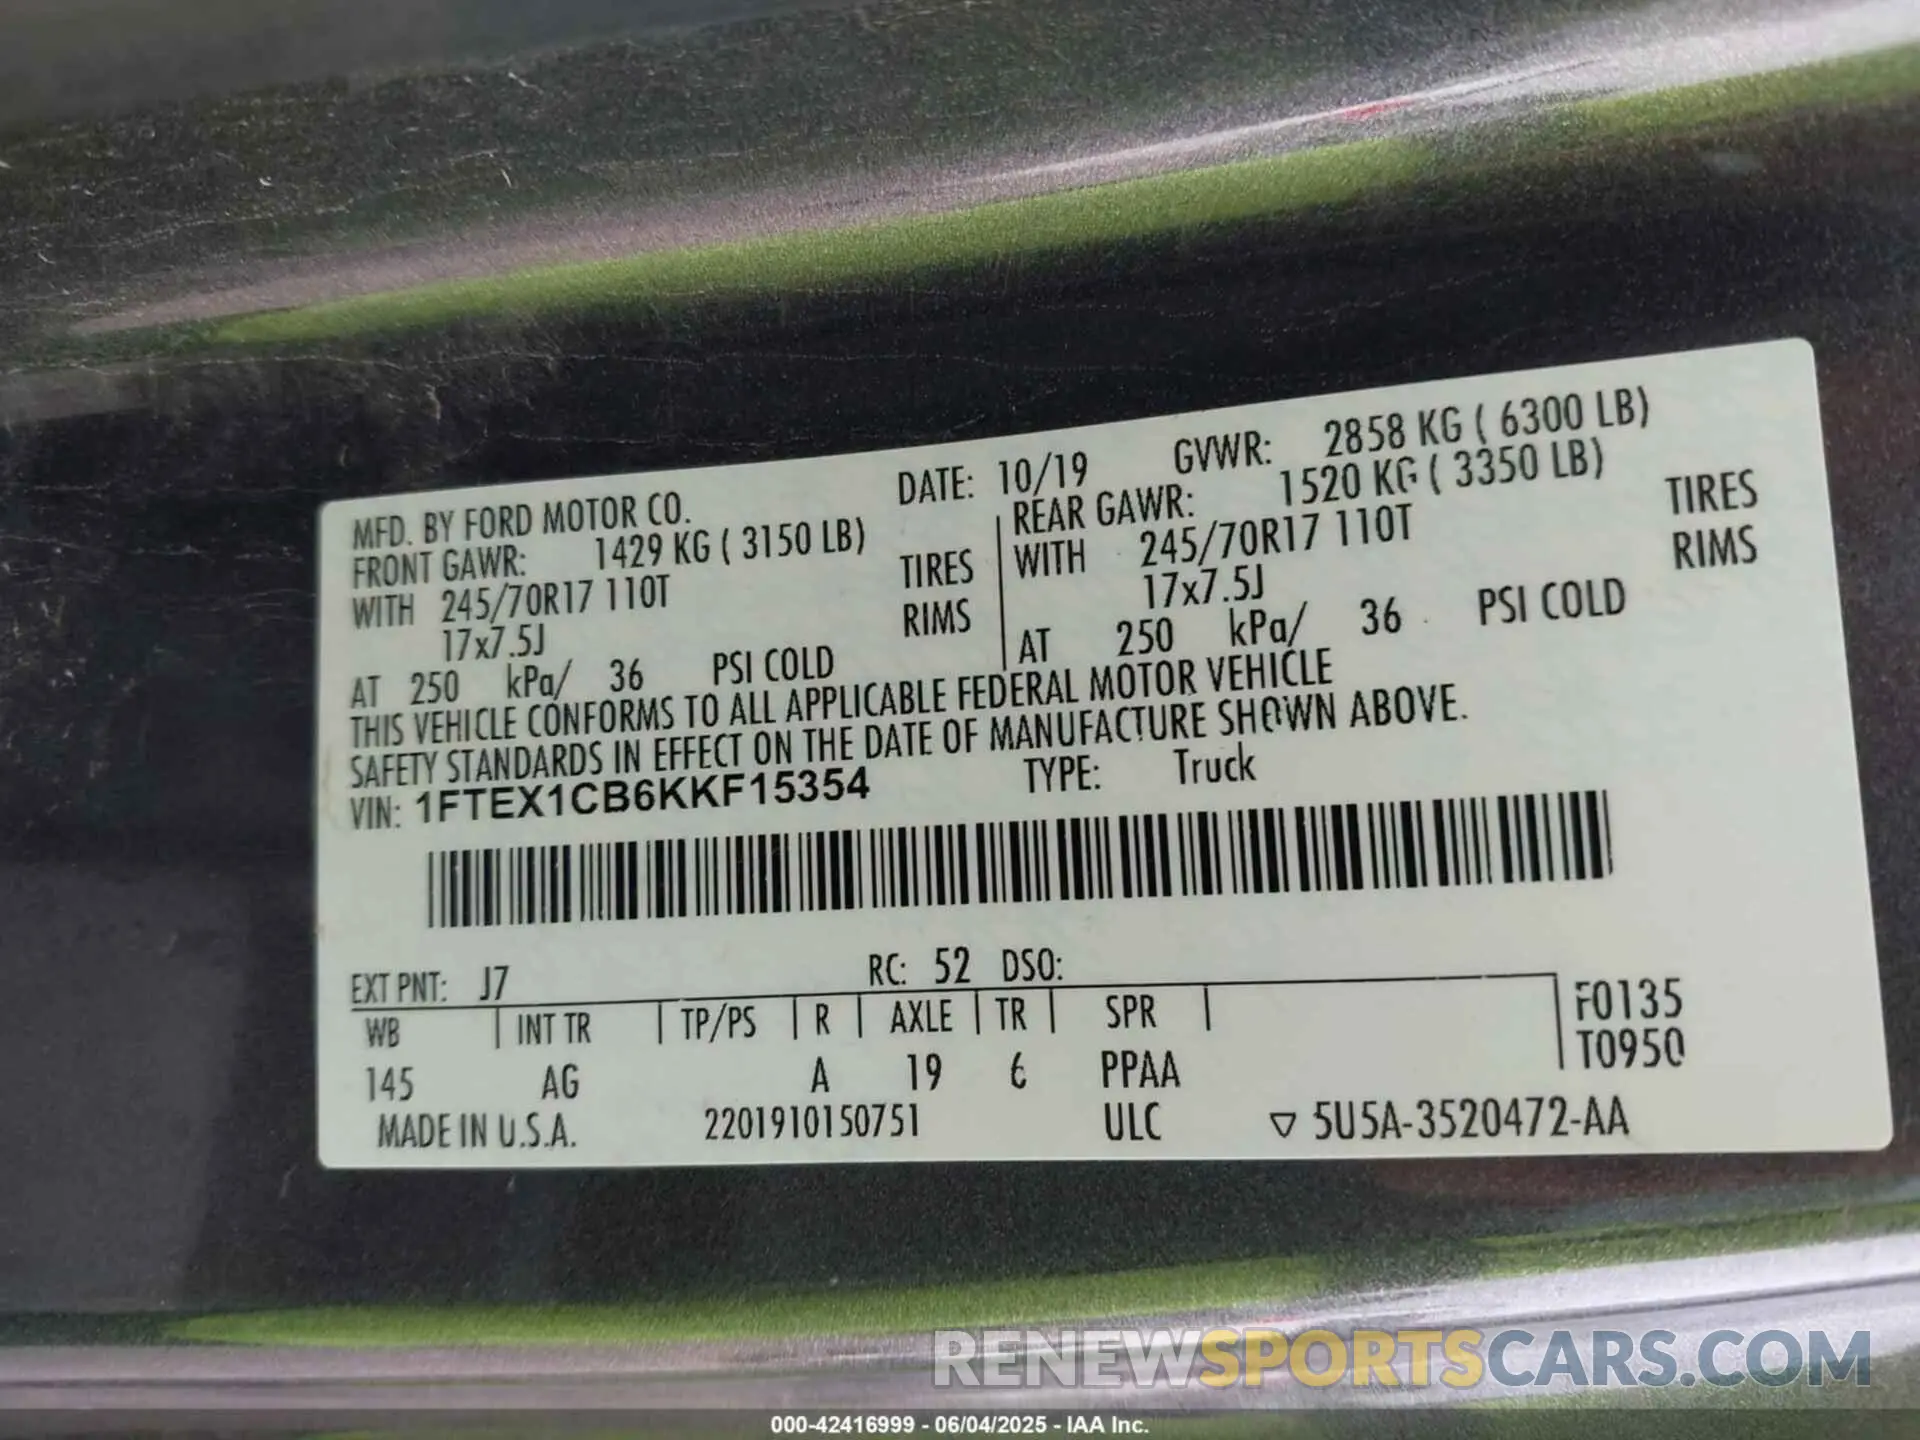 MFD. BY FORD MOTOR CO. DATE: 10/19 GVWR: 2858 KG ( 6300 LB)
FRONT GAWR: 1429 KG ( 3150 LB)
WITH 245/70R17 110T TIRES
17x7.5J RIMS
AT 250 kPa/ 36 PSI COLD
REAR GAWR: 1520 KG ( 3350 LB)
WITH 245/70R17 110T TIRES
17x7.5J RIMS
AT 250 kPa/ 36 PSI COLD
THIS VEHICLE CONFORMS TO ALL APPLICABLE FEDERAL MOTOR VEHICLE
SAFETY STANDARDS IN EFFECT ON THE DATE OF MANUFACTURE SHOWN ABOVE.
VIN: 1FTEX1CB6KKF15354 TYPE: Truck
EXT PNT: J7 RC: 52 DSO:
WB INT TR TP/PS R AXLE TR SPR F0135
145 AG A 19 6 PPAA T0950
MADE IN U.S.A. 2201910150751 ULC ▽ 5U5A-3520472-AA
RENEWSPORTSCARS.COM
000-42416999 - 06/04/2025 - IAA Inc.